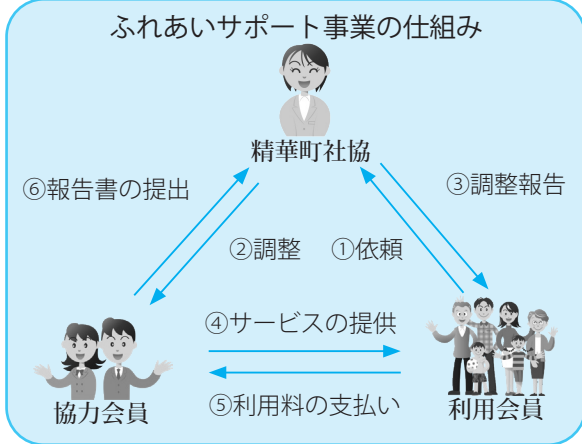 ふれあいサポート事業の仕組み
精華町社協
⑥報告書の提出
③調整報告
②調整
①依頼
④サービスの提供
協力会員
⑤利用料の支払い
利用会員